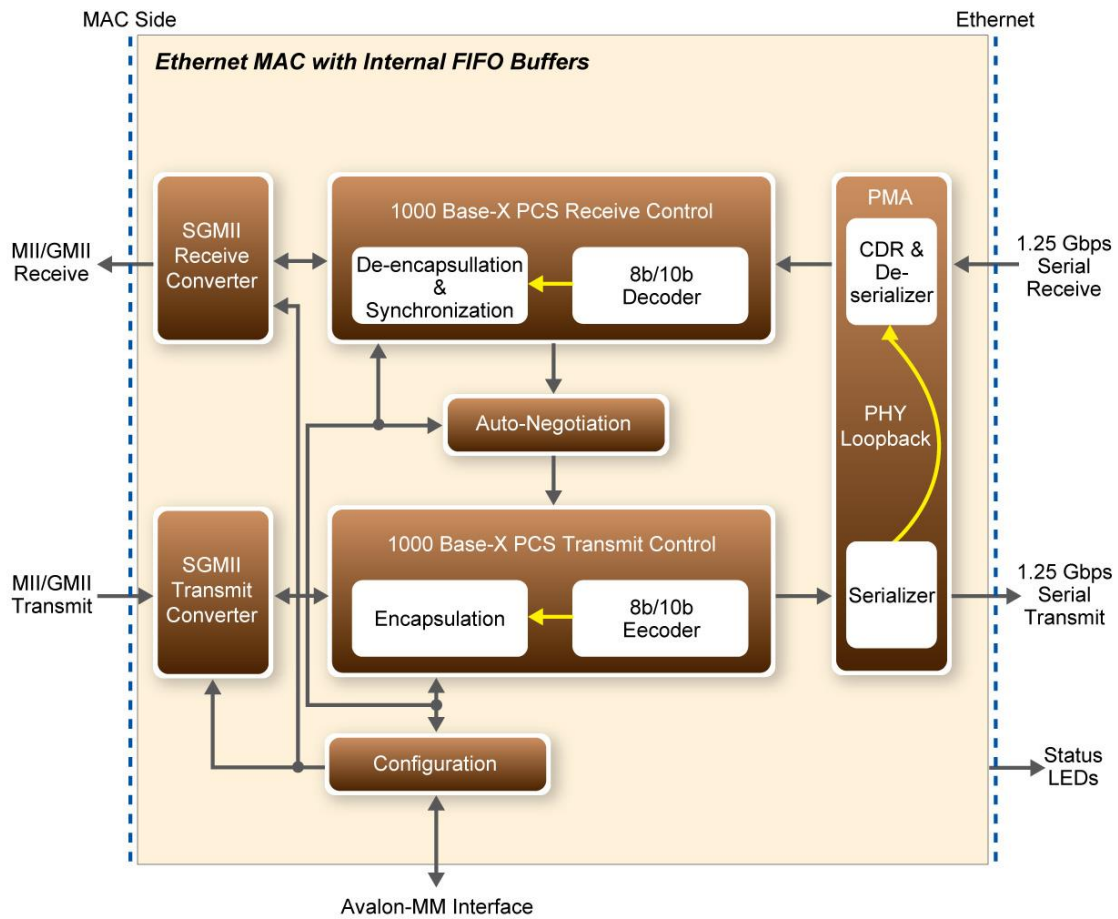 MAC Side
Ethernet
Ethernet MAC with Internal FIFO Buffers
SGMII
Receive
Converter
1000 Base-X PCS Receive Control
De-encapsullation
&
Synchronization
8b/10b
Decoder
PMA
CDR &
De-
serializer
MII/GMII
Receive
1.25 Gbps
Serial
Receive
Auto-Negotiation
PHY
Loopback
SGMII
Transmit
Converter
1000 Base-X PCS Transmit Control
Encapsulation
8b/10b
Eecoder
Serializer
MII/GMII
Transmit
1.25 Gbps
Serial
Transmit
Configuration
Status
LEDs
Avalon-MM Interface